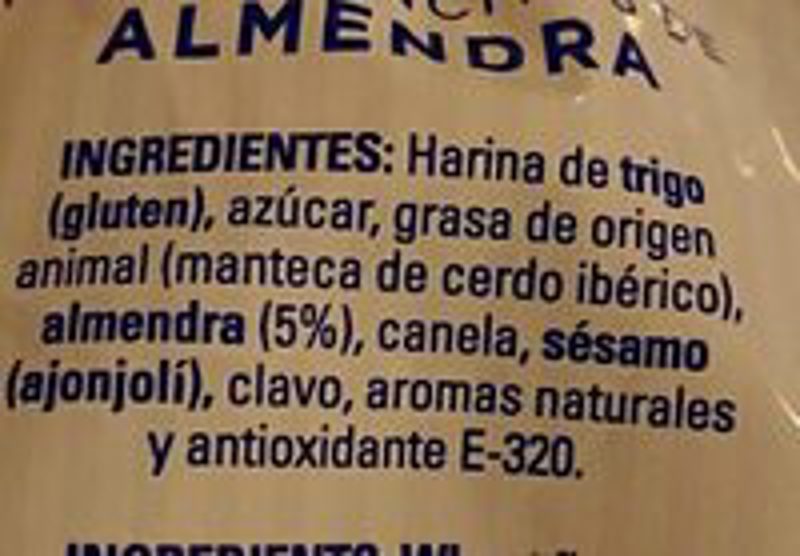 DE
ALMENDRA
INGREDIENTES: Harina de trigo
(gluten), azúcar, grasa de origen
animal (manteca de cerdo ibérico),
almendra (5%), canela, sésamo
(ajonjolí), clavo, aromas naturales
y antioxidante E-320.